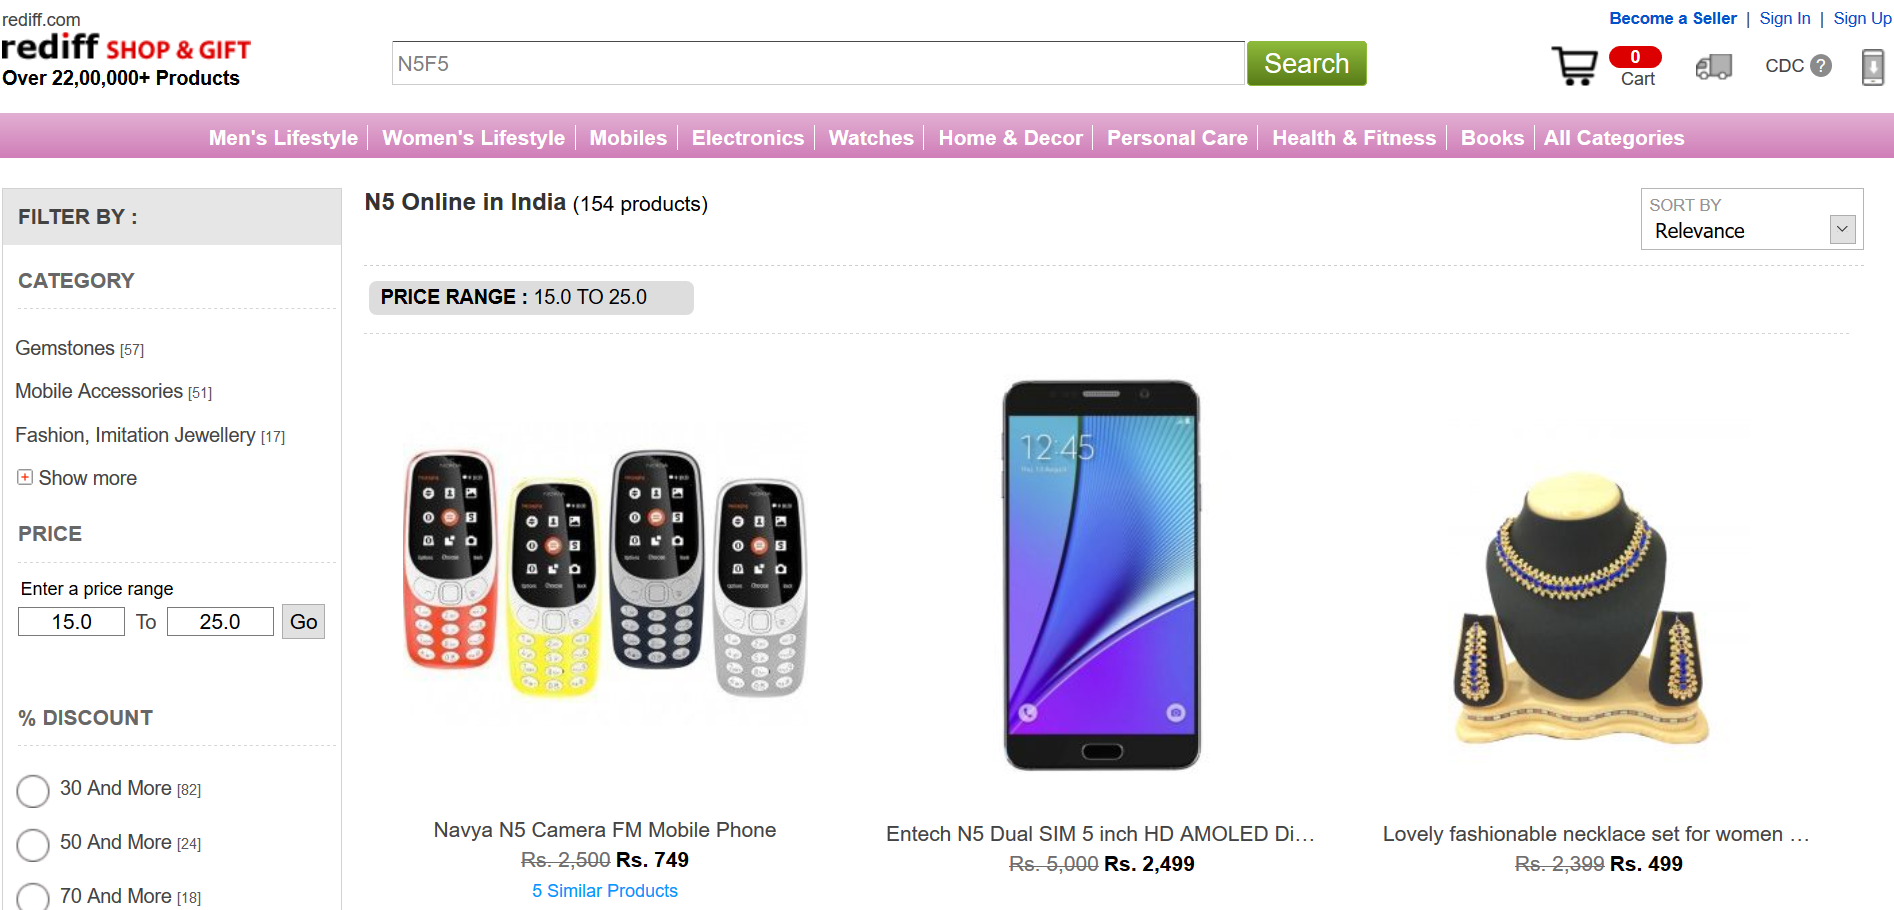 rediff.com
rediff SHOP & GIFT
Over 22,00,000+ Products
N5F5
Search
Become a Seller | Sign In | Sign Up
0
Cart
CDC ?
Men's Lifestyle
Women's Lifestyle
Mobiles
Electronics
Watches
Home & Decor
Personal Care
Health & Fitness
Books
All Categories
FILTER BY :
CATEGORY
Gemstones [57]
Mobile Accessories [51]
Fashion, Imitation Jewellery [17]
Show more
PRICE
Enter a price range
15.0 To 25.0 Go
% DISCOUNT
30 And More [82]
50 And More [24]
70 And More [18]
N5 Online in India (154 products)
SORT BY
Relevance
PRICE RANGE : 15.0 TO 25.0
12:45
Navya N5 Camera FM Mobile Phone
Rs. 2,500 Rs. 749
5 Similar Products
Entech N5 Dual SIM 5 inch HD AMOLED Di...
Rs. 5,000 Rs. 2,499
Lovely fashionable necklace set for women ...
Rs. 2,399 Rs. 499